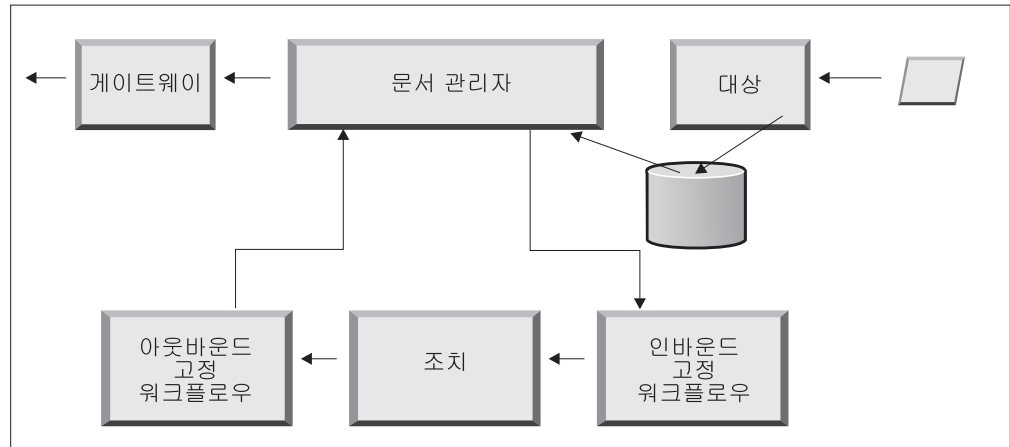 게이트웨이
문서 관리자
대상
아웃바운드
고정
워크플로우
조치
인바운드
고정
워크플로우